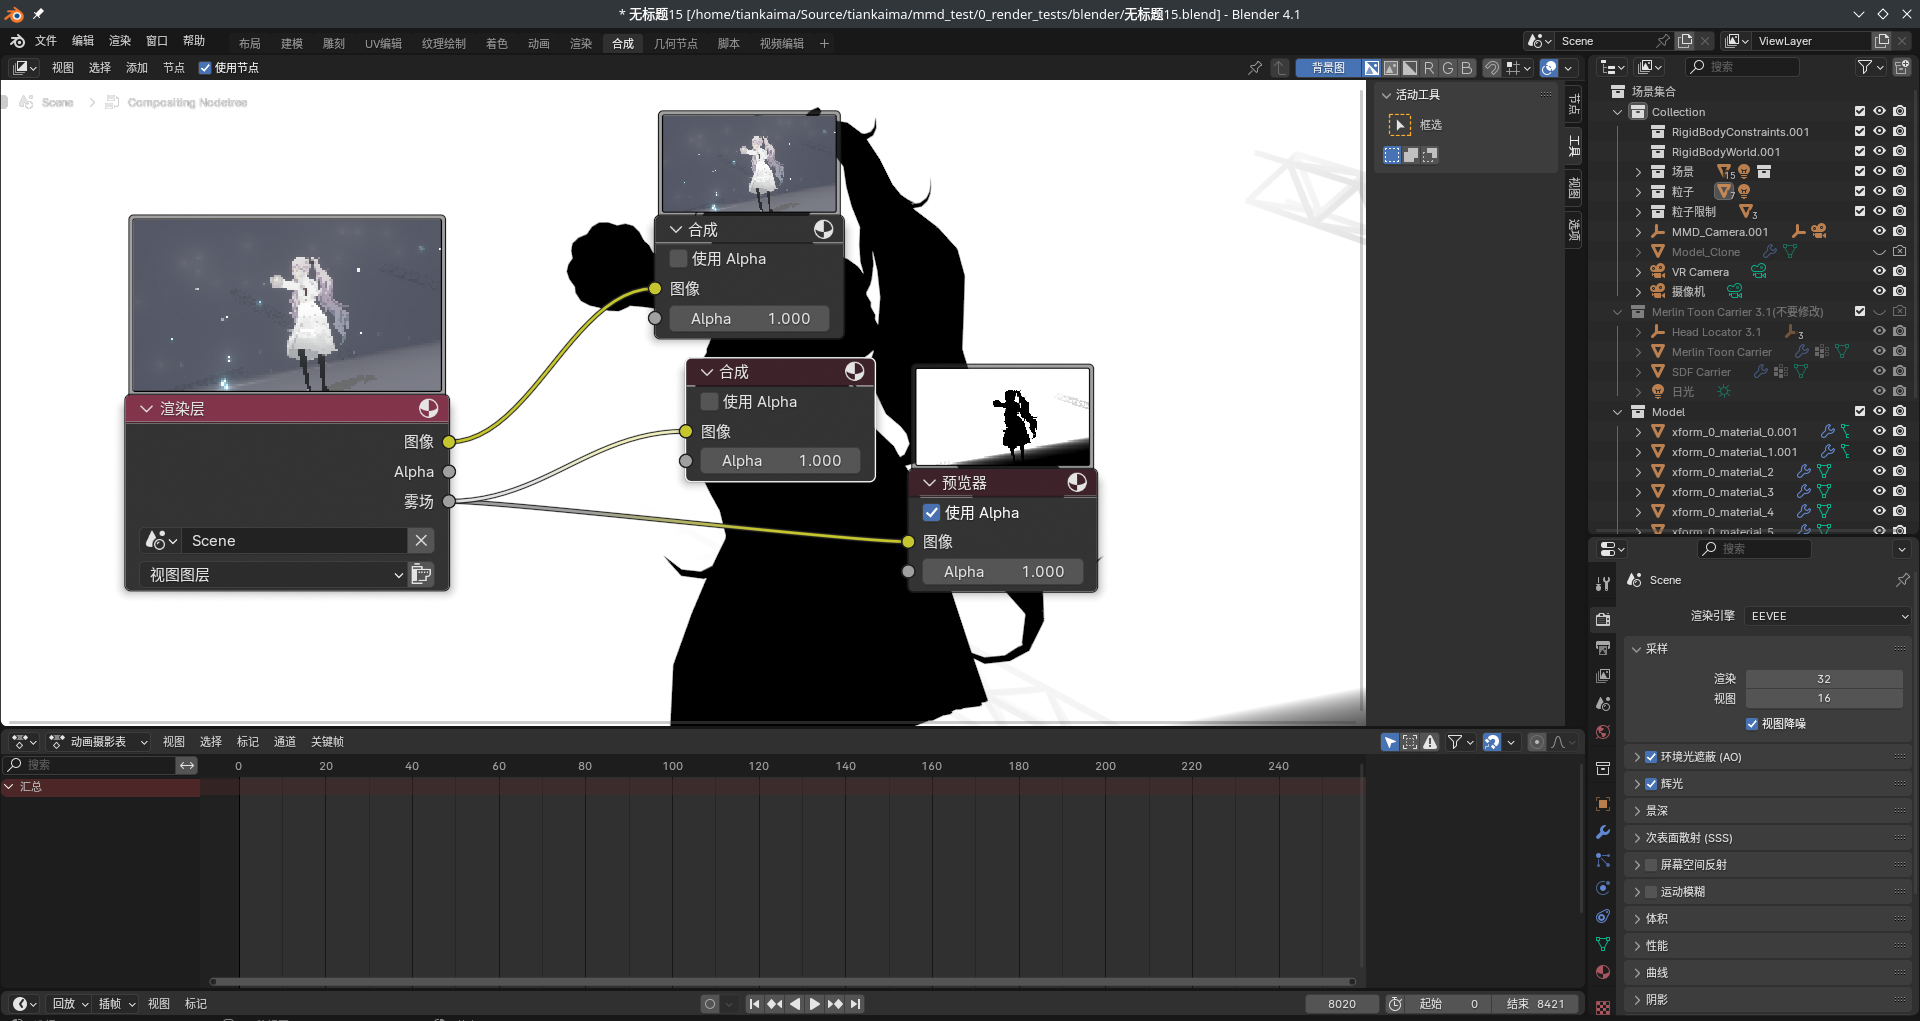 * 无标题15 [/home/tiankaima/Source/tiankaima/mmd_test/0_render_tests/blender/无标题15.blend] - Blender 4.1
文件 编辑 渲染 窗口 帮助 布局 建模 雕刻 UV编辑 纹理绘制 着色 动画 渲染 合成 几何节点 脚本 视频编辑 + Scene ViewLayer
视图 选择 添加 节点 使用节点 背景图 R G B 搜索
Scene > Compositing Nodetree
合成
使用 Alpha
图像
Alpha 1.000
合成
使用 Alpha
图像
Alpha 1.000
渲染层
图像
Alpha
雾场
Scene
视图图层
预览器
使用 Alpha
图像
Alpha 1.000
活动工具
框选
节点
工具
视图
选项
场景集合
Collection
RigidBodyConstraints.001
RigidBodyWorld.001
场景 15
粒子 7
粒子限制 3
MMD_Camera.001
Model_Clone
VR Camera
摄像机
Merlin Toon Carrier 3.1(不要修改)
Head Locator 3.1 3
Merlin Toon Carrier
SDF Carrier
日光
Model
xform_0_material_0.001
xform_0_material_1.001
xform_0_material_2
xform_0_material_3
xform_0_material_4
xform_0_material_5
搜索
Scene
渲染引擎 EEVEE
采样
渲染 32
视图 16
视图降噪
环境光遮蔽 (AO)
辉光
景深
次表面散射 (SSS)
屏幕空间反射
运动模糊
体积
性能
曲线
阴影
动画摄影表 视图 选择 标记 通道 关键帧
搜索 0 20 40 60 80 100 120 140 160 180 200 220 240
汇总
回放 插帧 视图 标记 8020 起始 0 结束 8421